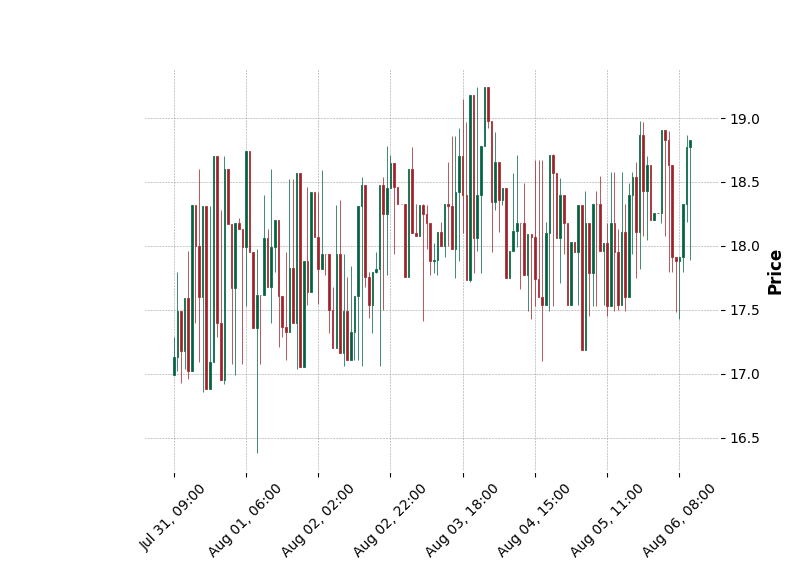 19.0
18.5
18.0
17.5
17.0
16.5
Price
Jul 31, 09:00
Aug 01, 06:00
Aug 02, 02:00
Aug 02, 22:00
Aug 03, 18:00
Aug 04, 15:00
Aug 05, 11:00
Aug 06, 08:00